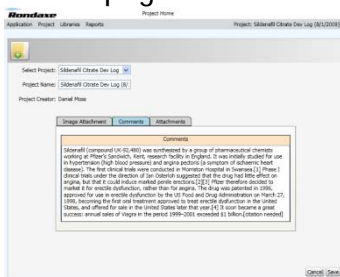 Rondaxe
Project Home
Application Project Libraries Reports
Project: Sildenafil Citrate Dev Log (8/1/2008)
Select Project: Sildenafil Citrate Dev Log
Project Name: Sildenafil Citrate Dev Log (8/
Project Creator: Daniel Moss
Image Attachment Comments Attachments
Comments
Sildenafil (compound UK-92,480) was synthesized by a group of pharmaceutical chemists
working at Pfizer's Sandwich, Kent, research facility in England. It was initially studied for use
in hypertension (high blood pressure) and angina pectoris (a symptom of ischaemic heart
disease). The first clinical trials were conducted in Morriston Hospital in Swansea.[1] Phase I
clinical trials under the direction of Ian Osterloh suggested that the drug had little effect on
angina, but that it could induce marked penile erections.[2][3] Pfizer therefore decided to
market it for erectile dysfunction, rather than for angina. The drug was patented in 1996,
approved for use in erectile dysfunction by the US Food and Drug Administration on March 27,
1998, becoming the first oral treatment approved to treat erectile dysfunction in the United
States, and offered for sale in the United States later that year.[4] It soon became a great
success: annual sales of Viagra in the period 1999–2001 exceeded $1 billion.[citation needed]
Cancel Save